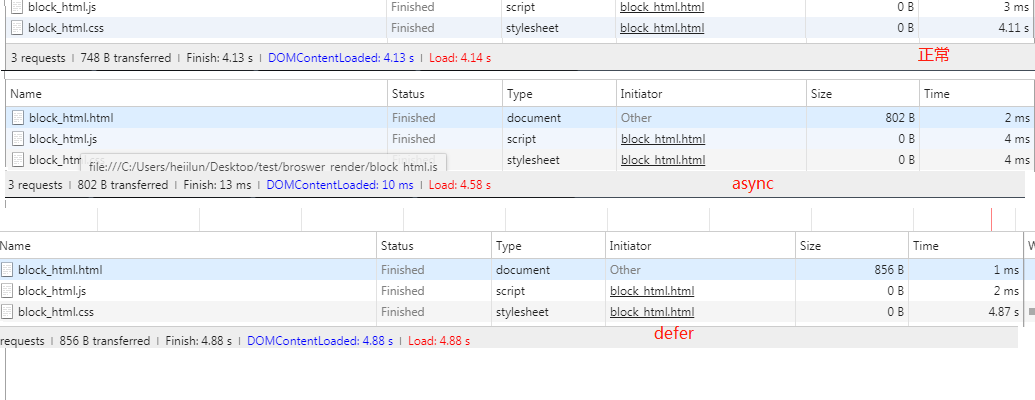 block_html.js Finished script block_html.html 0 B 3 ms
block_html.css Finished stylesheet block_html.html 0 B 4.11 s
3 requests | 748 B transferred | Finish: 4.13 s | DOMContentLoaded: 4.13 s | Load: 4.14 s 正常
Name Status Type Initiator Size Time
block_html.html Finished document Other 802 B 2 ms
block_html.js Finished script block_html.html 0 B 4 ms
block_html.css Finished stylesheet block_html.html 0 B 4 ms
file:///C:/Users/heijlun/Desktop/test/broswer_render/block_html.js
3 requests | 802 B transferred | Finish: 13 ms | DOMContentLoaded: 10 ms | Load: 4.58 s async
Name Status Type Initiator Size Time W
block_html.html Finished document Other 856 B 1 ms
block_html.js Finished script block_html.html 0 B 2 ms
block_html.css Finished stylesheet block_html.html 0 B 4.87 s
requests | 856 B transferred | Finish: 4.88 s | DOMContentLoaded: 4.88 s | Load: 4.88 s defer